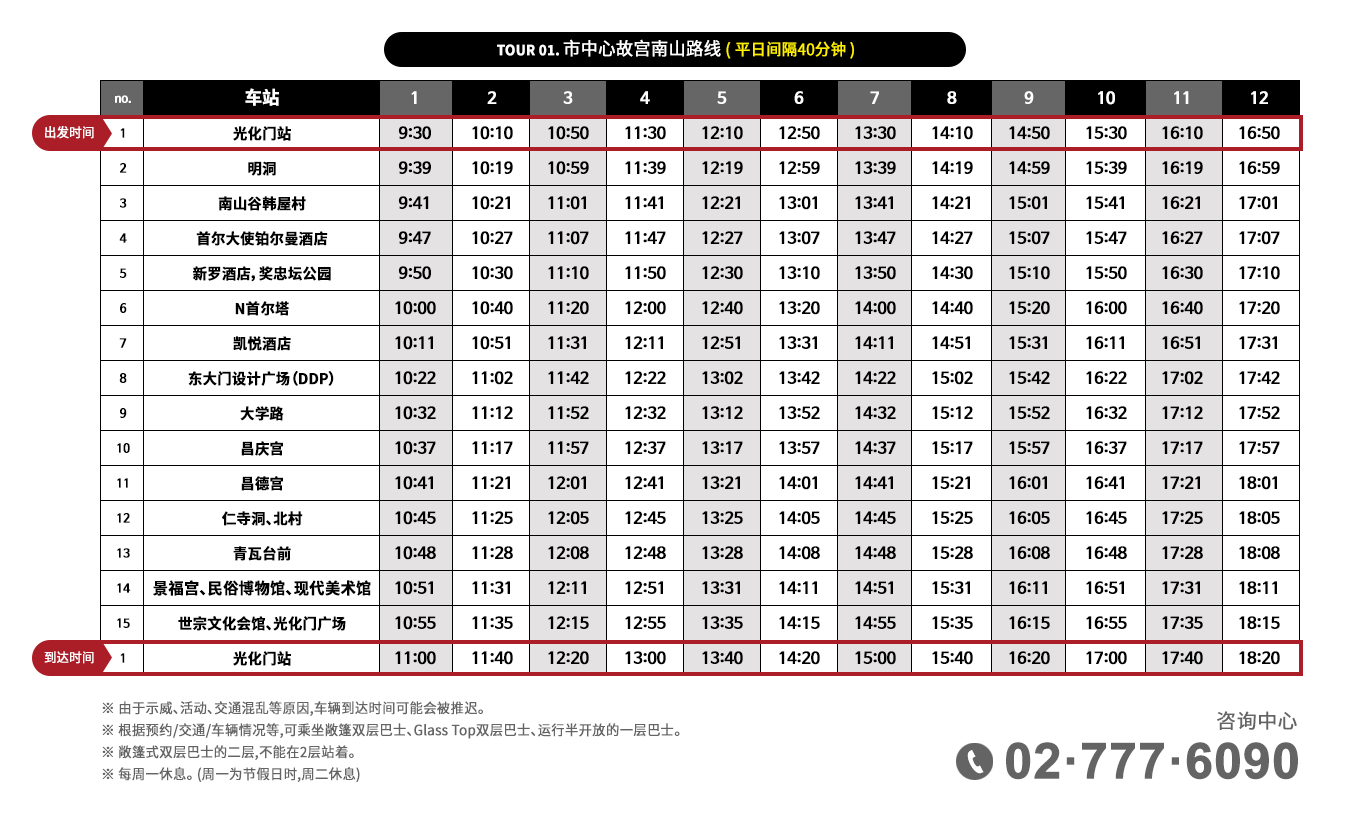 TOUR 01. 市中心故宫南山路线 ( 平日间隔40分钟 )
no. 车站 1 2 3 4 5 6 7 8 9 10 11 12
出发时间 1 光化门站 9:30 10:10 10:50 11:30 12:10 12:50 13:30 14:10 14:50 15:30 16:10 16:50
2 明洞 9:39 10:19 10:59 11:39 12:19 12:59 13:39 14:19 14:59 15:39 16:19 16:59
3 南山谷韩屋村 9:41 10:21 11:01 11:41 12:21 13:01 13:41 14:21 15:01 15:41 16:21 17:01
4 首尔大使铂尔曼酒店 9:47 10:27 11:07 11:47 12:27 13:07 13:47 14:27 15:07 15:47 16:27 17:07
5 新罗酒店, 奖忠坛公园 9:50 10:30 11:10 11:50 12:30 13:10 13:50 14:30 15:10 15:50 16:30 17:10
6 N首尔塔 10:00 10:40 11:20 12:00 12:40 13:20 14:00 14:40 15:20 16:00 16:40 17:20
7 凯悦酒店 10:11 10:51 11:31 12:11 12:51 13:31 14:11 14:51 15:31 16:11 16:51 17:31
8 东大门设计广场(DDP) 10:22 11:02 11:42 12:22 13:02 13:42 14:22 15:02 15:42 16:22 17:02 17:42
9 大学路 10:32 11:12 11:52 12:32 13:12 13:52 14:32 15:12 15:52 16:32 17:12 17:52
10 昌庆宫 10:37 11:17 11:57 12:37 13:17 13:57 14:37 15:17 15:57 16:37 17:17 17:57
11 昌德宫 10:41 11:21 12:01 12:41 13:21 14:01 14:41 15:21 16:01 16:41 17:21 18:01
12 仁寺洞、北村 10:45 11:25 12:05 12:45 13:25 14:05 14:45 15:25 16:05 16:45 17:25 18:05
13 青瓦台前 10:48 11:28 12:08 12:48 13:28 14:08 14:48 15:28 16:08 16:48 17:28 18:08
14 景福宫、民俗博物馆、现代美术馆 10:51 11:31 12:11 12:51 13:31 14:11 14:51 15:31 16:11 16:51 17:31 18:11
15 世宗文化会馆、光化门广场 10:55 11:35 12:15 12:55 13:35 14:15 14:55 15:35 16:15 16:55 17:35 18:15
到达时间 1 光化门站 11:00 11:40 12:20 13:00 13:40 14:20 15:00 15:40 16:20 17:00 17:40 18:20
※ 由于示威、活动、交通混乱等原因,车辆到达时间可能会被推迟。
※ 根据预约/交通/车辆情况等,可乘坐敞篷双层巴士、Glass Top双层巴士、运行半开放的一层巴士。
※ 敞篷式双层巴士的二层,不能在2层站着。
※ 每周一休息。(周一为节假日时,周二休息)
咨询中心
02·777·6090